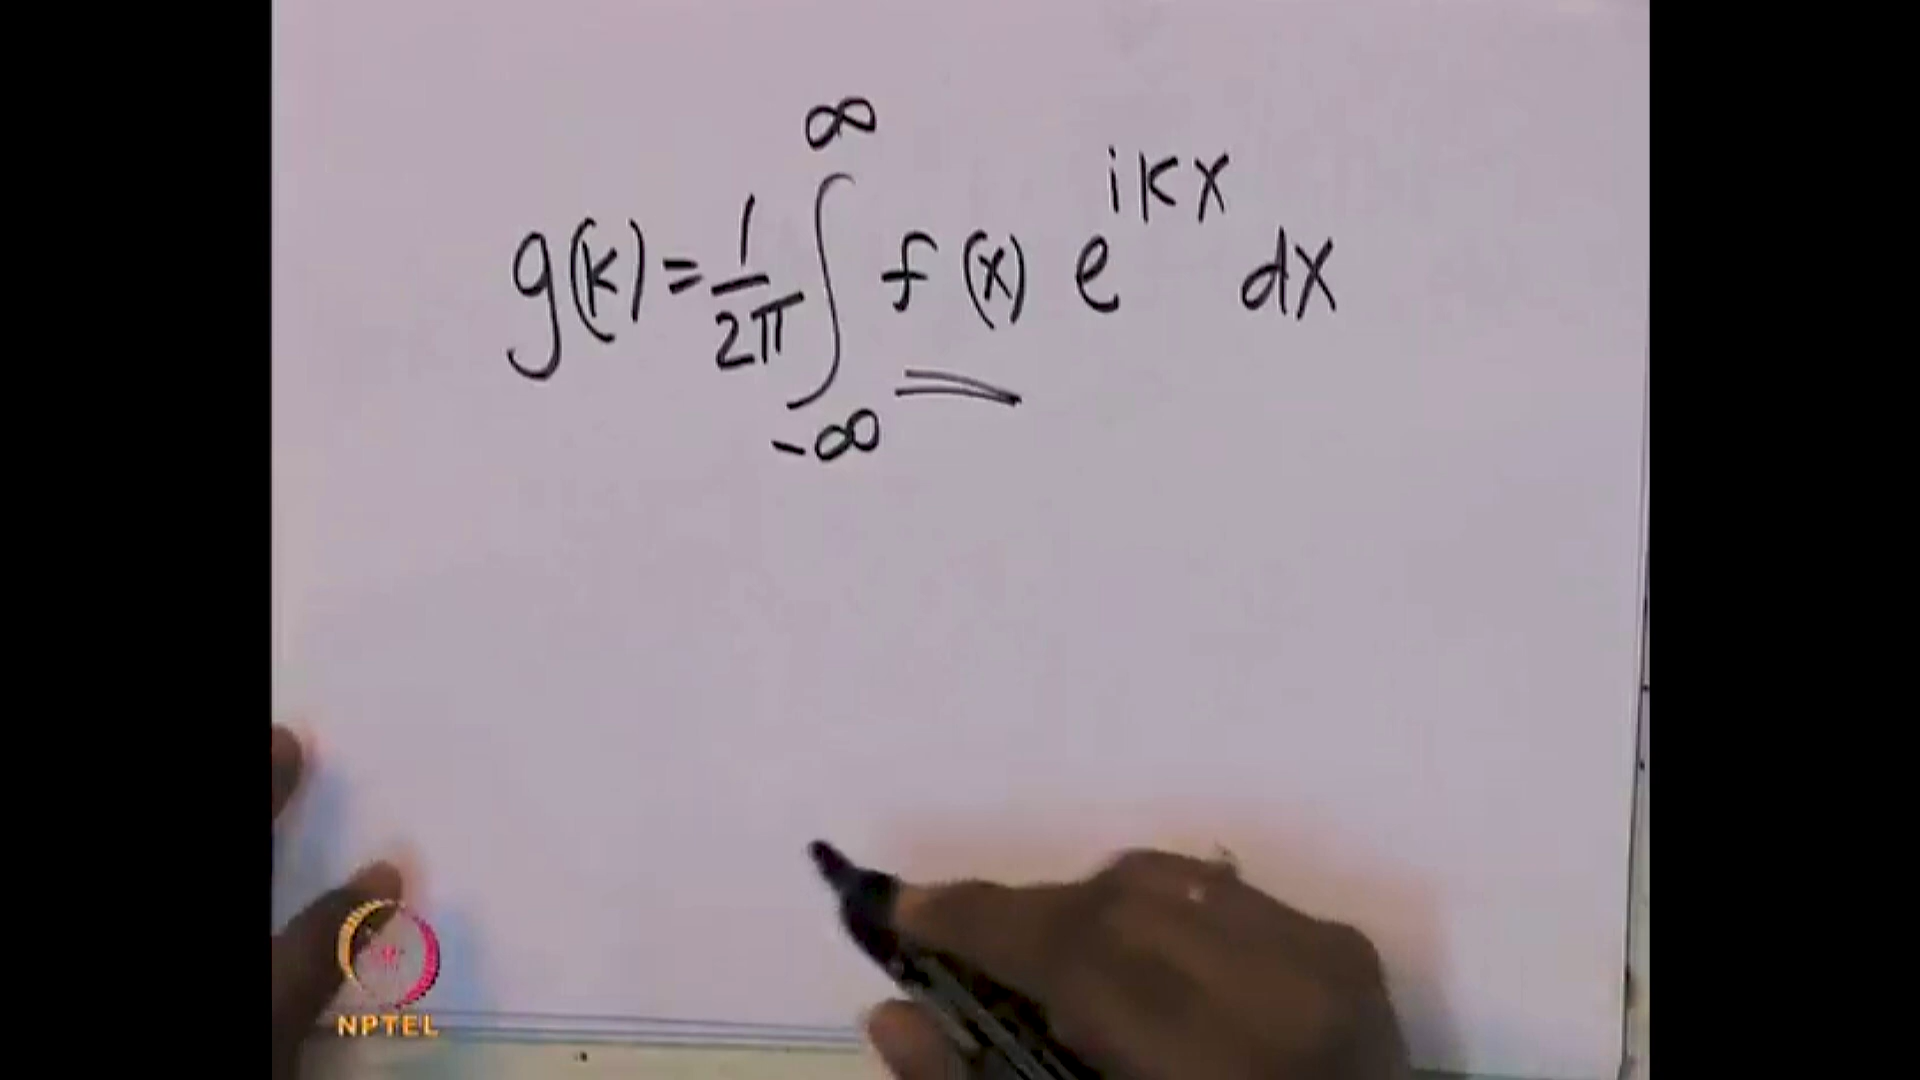 g(k) = 1/2π ∫_{-∞}^{∞} f(x) e^{ikx} dx
NPTEL